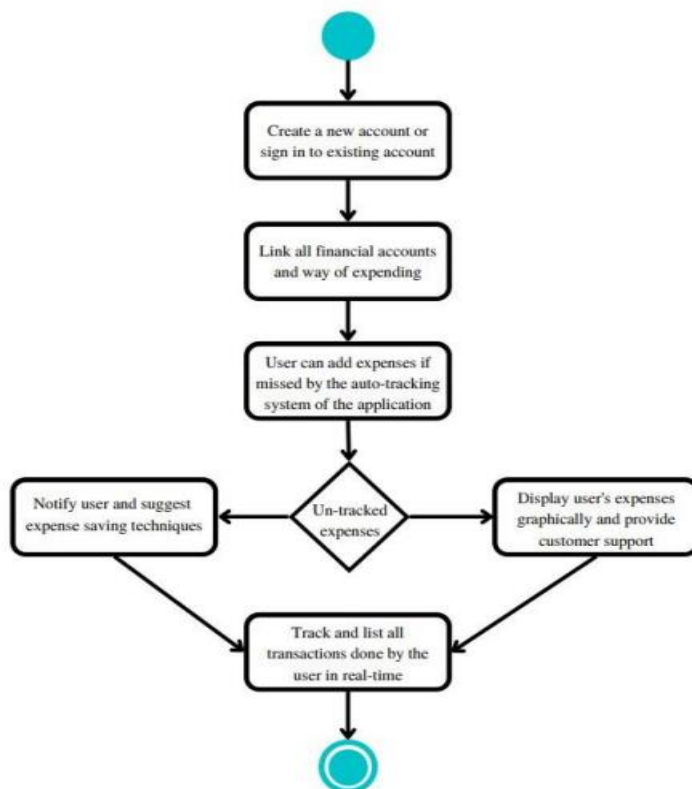 Create a new account or
sign in to existing account
Link all financial accounts
and way of expending
User can add expenses if
missed by the auto-tracking
system of the application
Notify user and suggest
expense saving techniques
Un-tracked
expenses
Display user's expenses
graphically and provide
customer support
Track and list all
transactions done by the
user in real-time